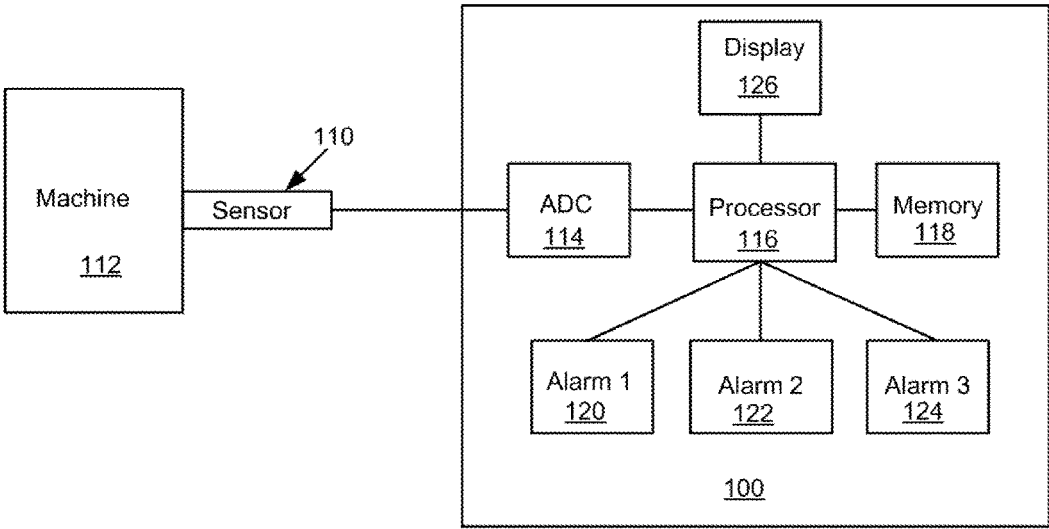 Display
126
110
Machine
112
Sensor
ADC
114
Processor
116
Memory
118
Alarm 1
120
Alarm 2
122
Alarm 3
124
100